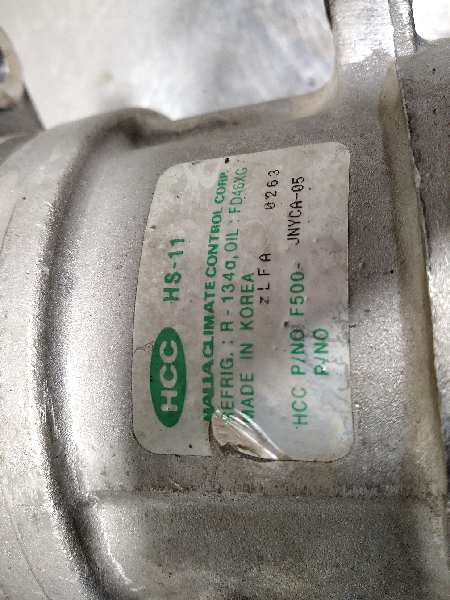 HCC HS-11
HALLA CLIMATE CONTROL CORP.
REFRIG.: R-134a, OIL: FDA6XG
MADE IN KOREA
zLFA 0263
HCC P/NO F500- JNYCA-05
P/NO